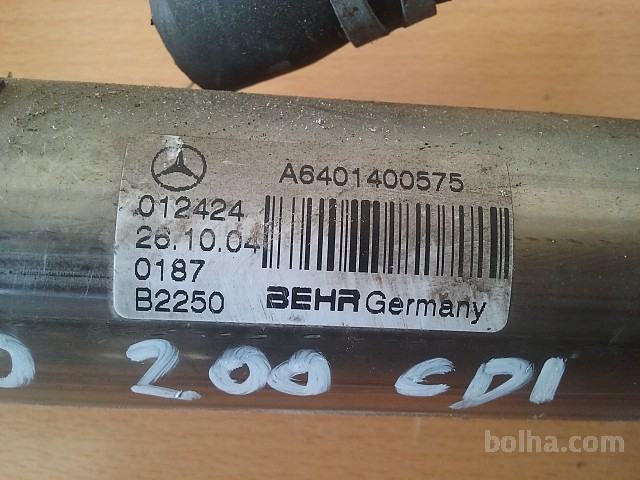 A6401400575
012424
26.10.04
0187
B2250 BEHR Germany
200 CDI
bolha.com